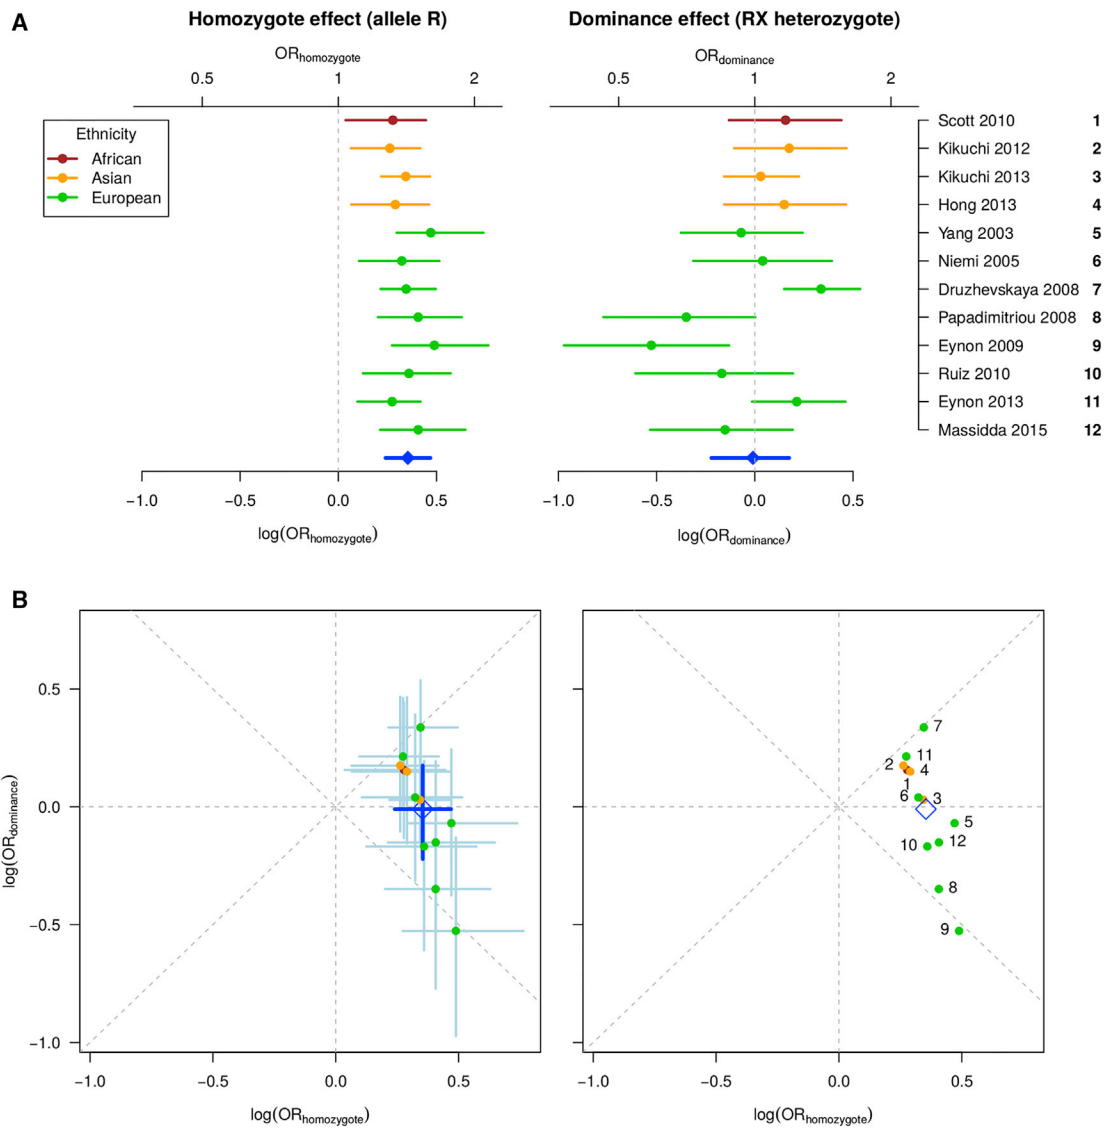 A
Homozygote effect (allele R)
Dominance effect (RX heterozygote)
ORhomozygote
ORdominance
0.5 1 2
0.5 1 2
Ethnicity
African
Asian
European
Scott 2010 1
Kikuchi 2012 2
Kikuchi 2013 3
Hong 2013 4
Yang 2003 5
Niemi 2005 6
Druzhevskaya 2008 7
Papadimitriou 2008 8
Eynon 2009 9
Ruiz 2010 10
Eynon 2013 11
Massidda 2015 12
−1.0 −0.5 0.0 0.5
−1.0 −0.5 0.0 0.5
log(ORhomozygote)
log(ORdominance)
B
log(ORdominance)
0.5
0.0
−0.5
−1.0
−1.0 −0.5 0.0 0.5
log(ORhomozygote)
7
11
2
4
1
6
3
5
10
12
8
9
−1.0 −0.5 0.0 0.5
log(ORhomozygote)